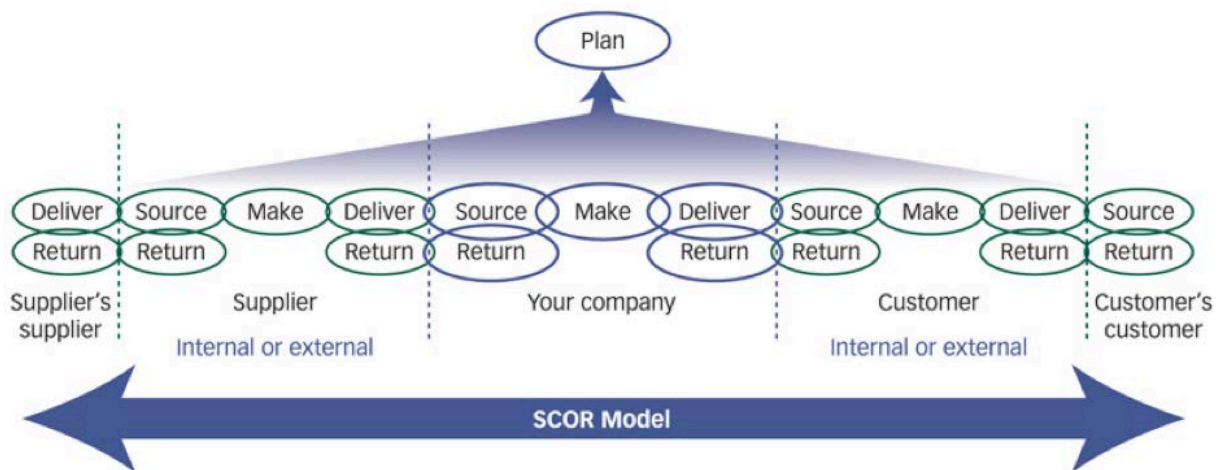 Plan
Deliver Source Make Deliver Source Make Deliver Source Make Deliver Source
Return Return Return Return Return Return Return Return
Supplier's supplier Supplier Your company Customer Customer's customer
Internal or external Internal or external
SCOR Model